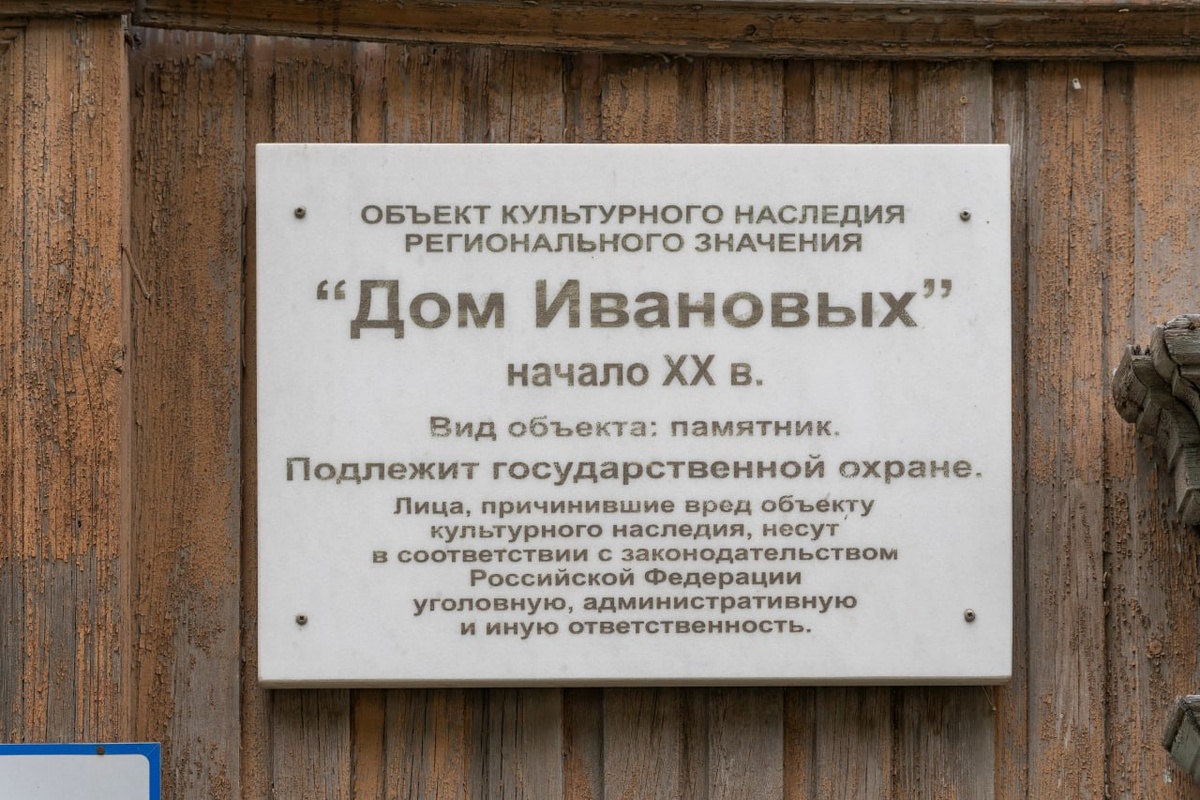 ОБЪЕКТ КУЛЬТУРНОГО НАСЛЕДИЯ
РЕГИОНАЛЬНОГО ЗНАЧЕНИЯ
“Дом Ивановых”
начало XX в.
Вид объекта: памятник.
Подлежит государственной охране.
Лица, причинившие вред объекту
культурного наследия, несут
в соответствии с законодательством
Российской Федерации
уголовную, административную
и иную ответственность.